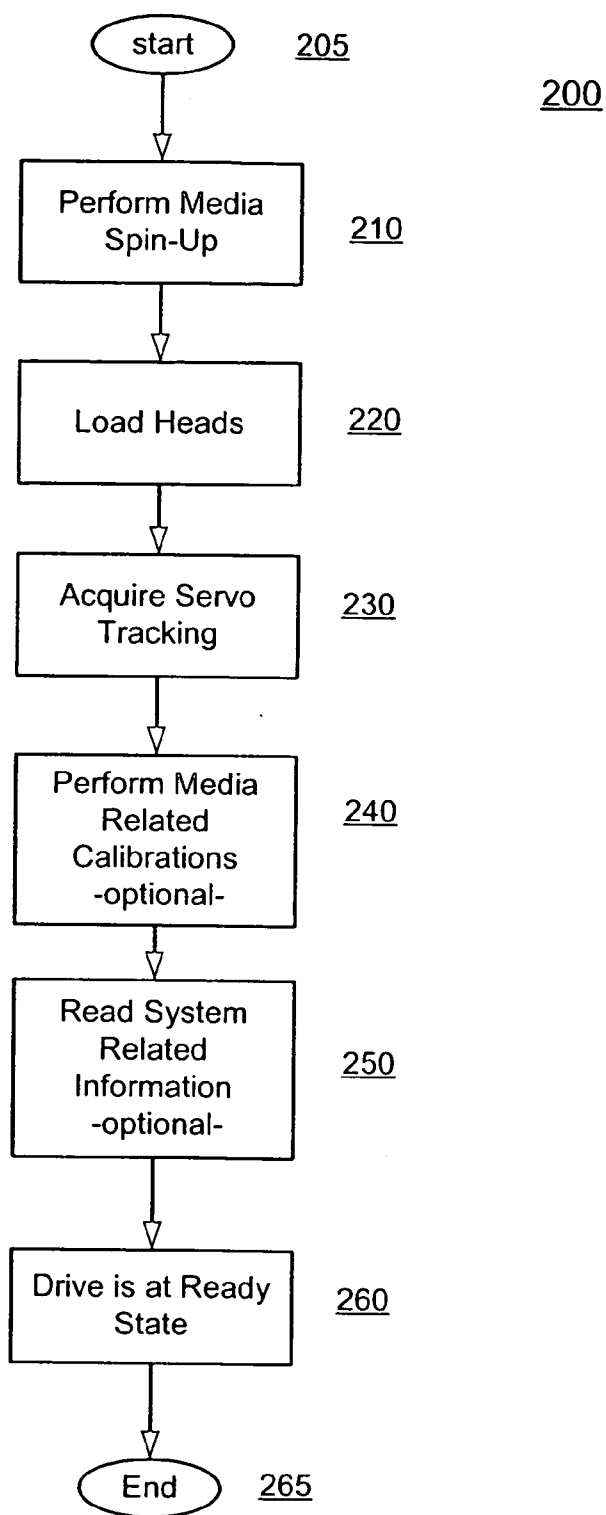 start 205
200
Perform Media
Spin-Up
210
Load Heads 220
Acquire Servo
Tracking
230
Perform Media
Related
Calibrations
-optional-
240
Read System
Related
Information
-optional-
250
Drive is at Ready
State
260
End 265